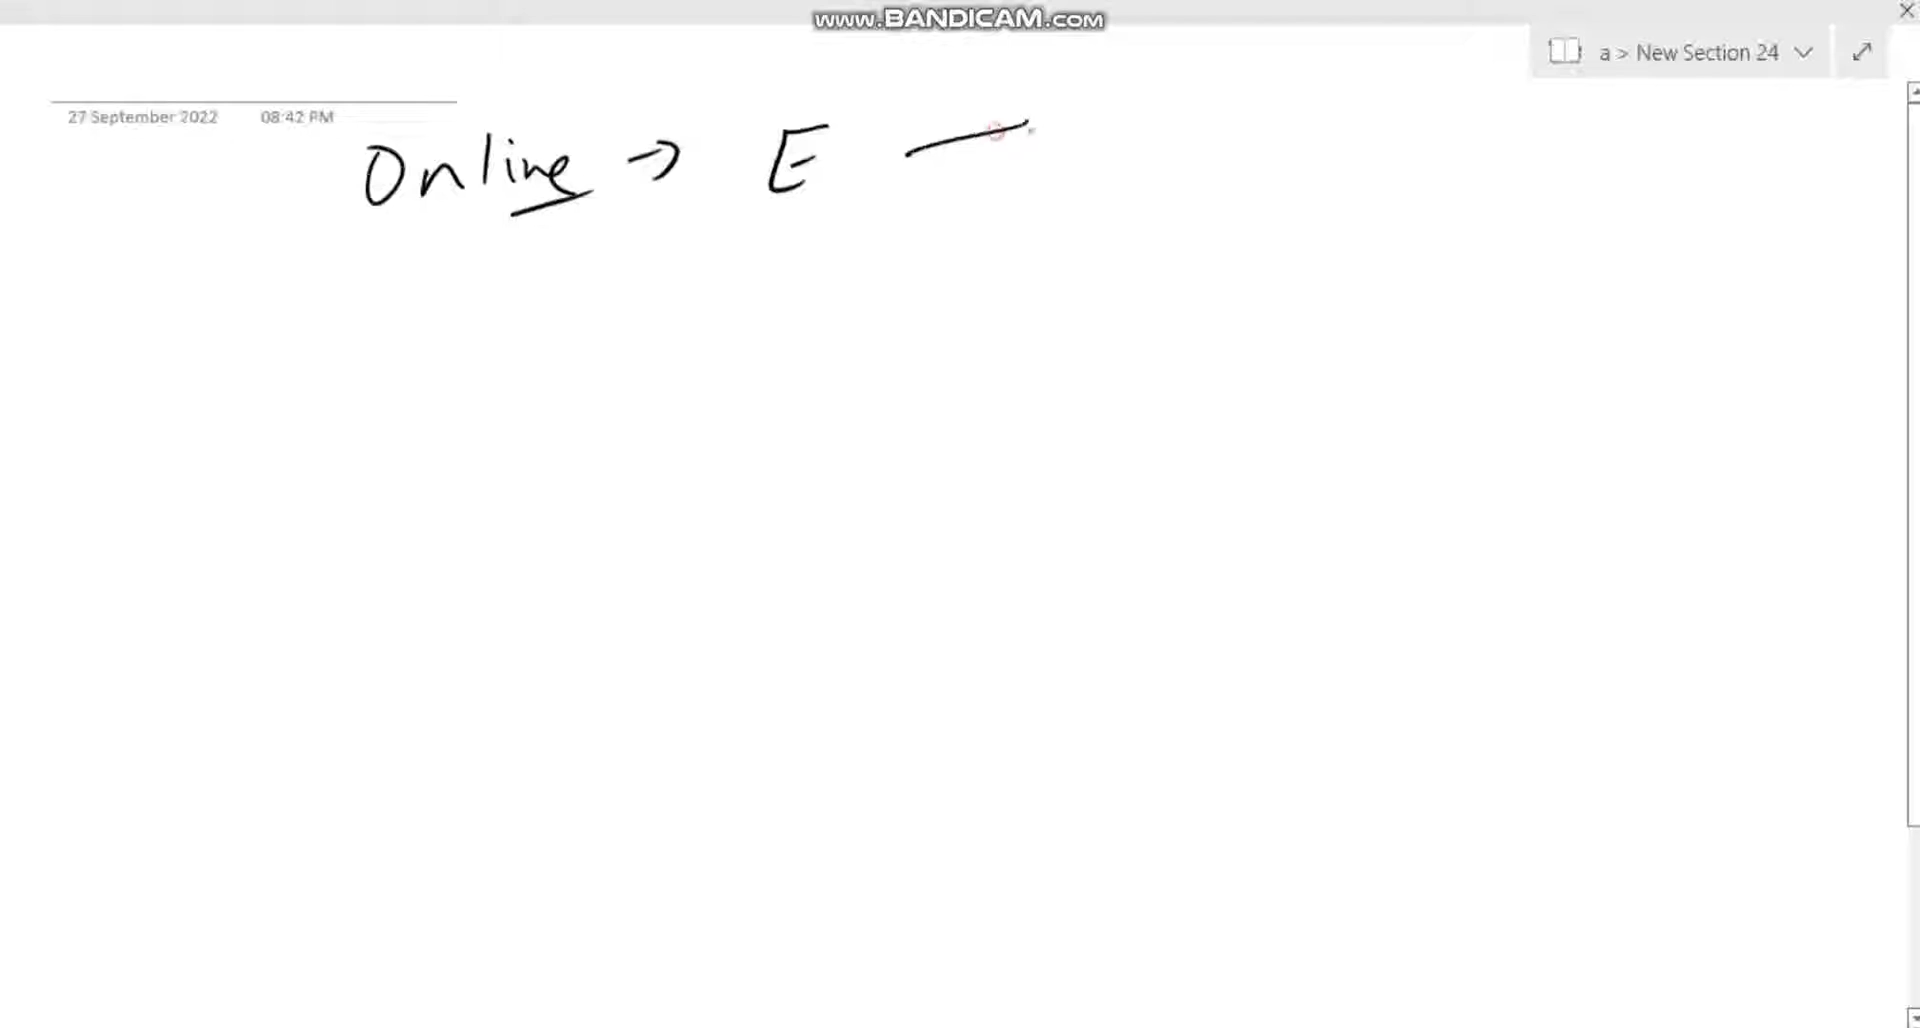 www.BANDICAM.com
a > New Section 24
27 September 2022 08:42 PM
Online → E —